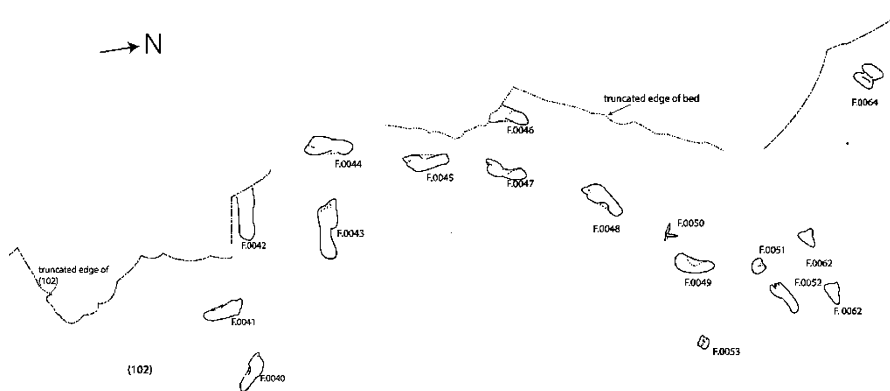 N
F.0064
truncated edge of bed
F.0046
F.0044
F.0045
F.0047
F.0048
F.0050
F.0042
F.0043
F.0051
F.0062
truncated edge of
(102)
F.0049
F.0052
F. 0062
F.0041
F.0053
(102)
F.0040